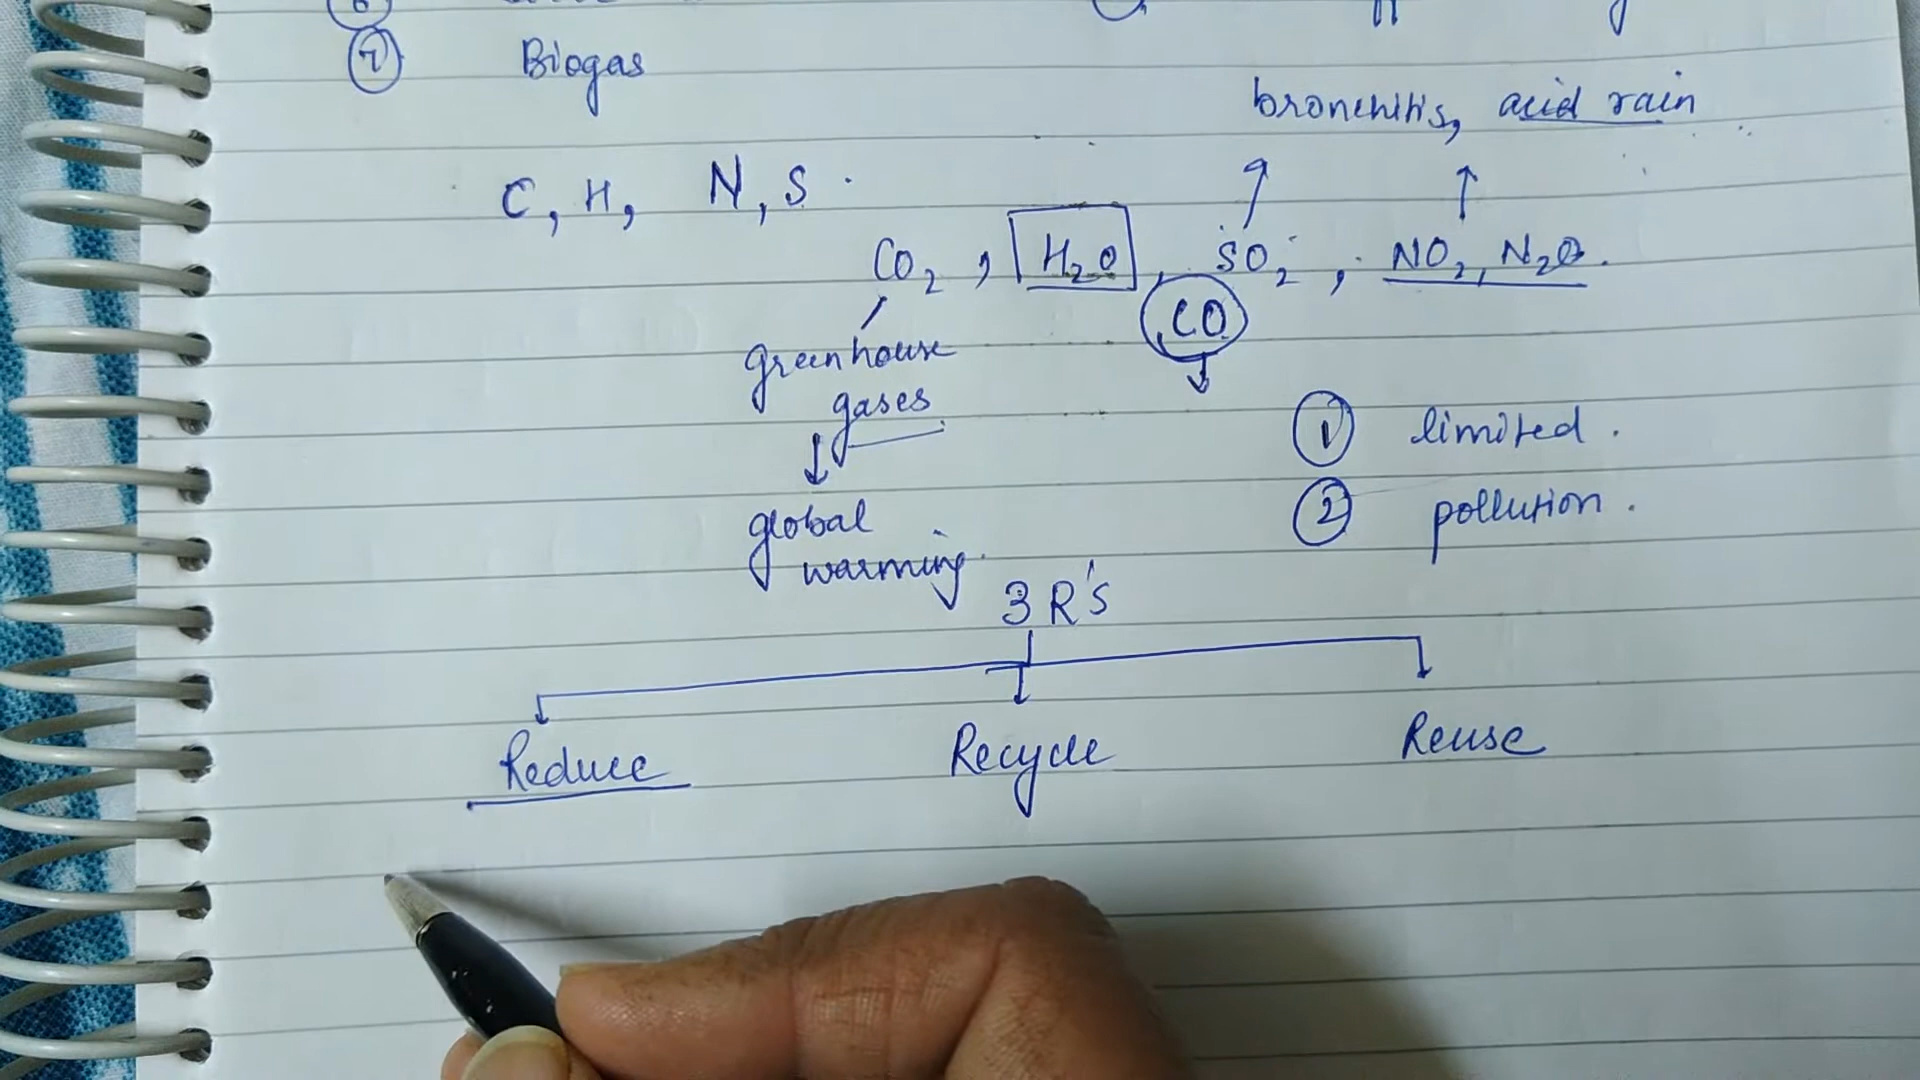 7 Biogas
bronchitis, acid rain
C, H, N, S.
CO2, H2O, SO2, NO2, N2O.
CO
greenhouse
gases
1 limited.
2 pollution.
global
warming.
3 R's
Reduce Recycle Reuse